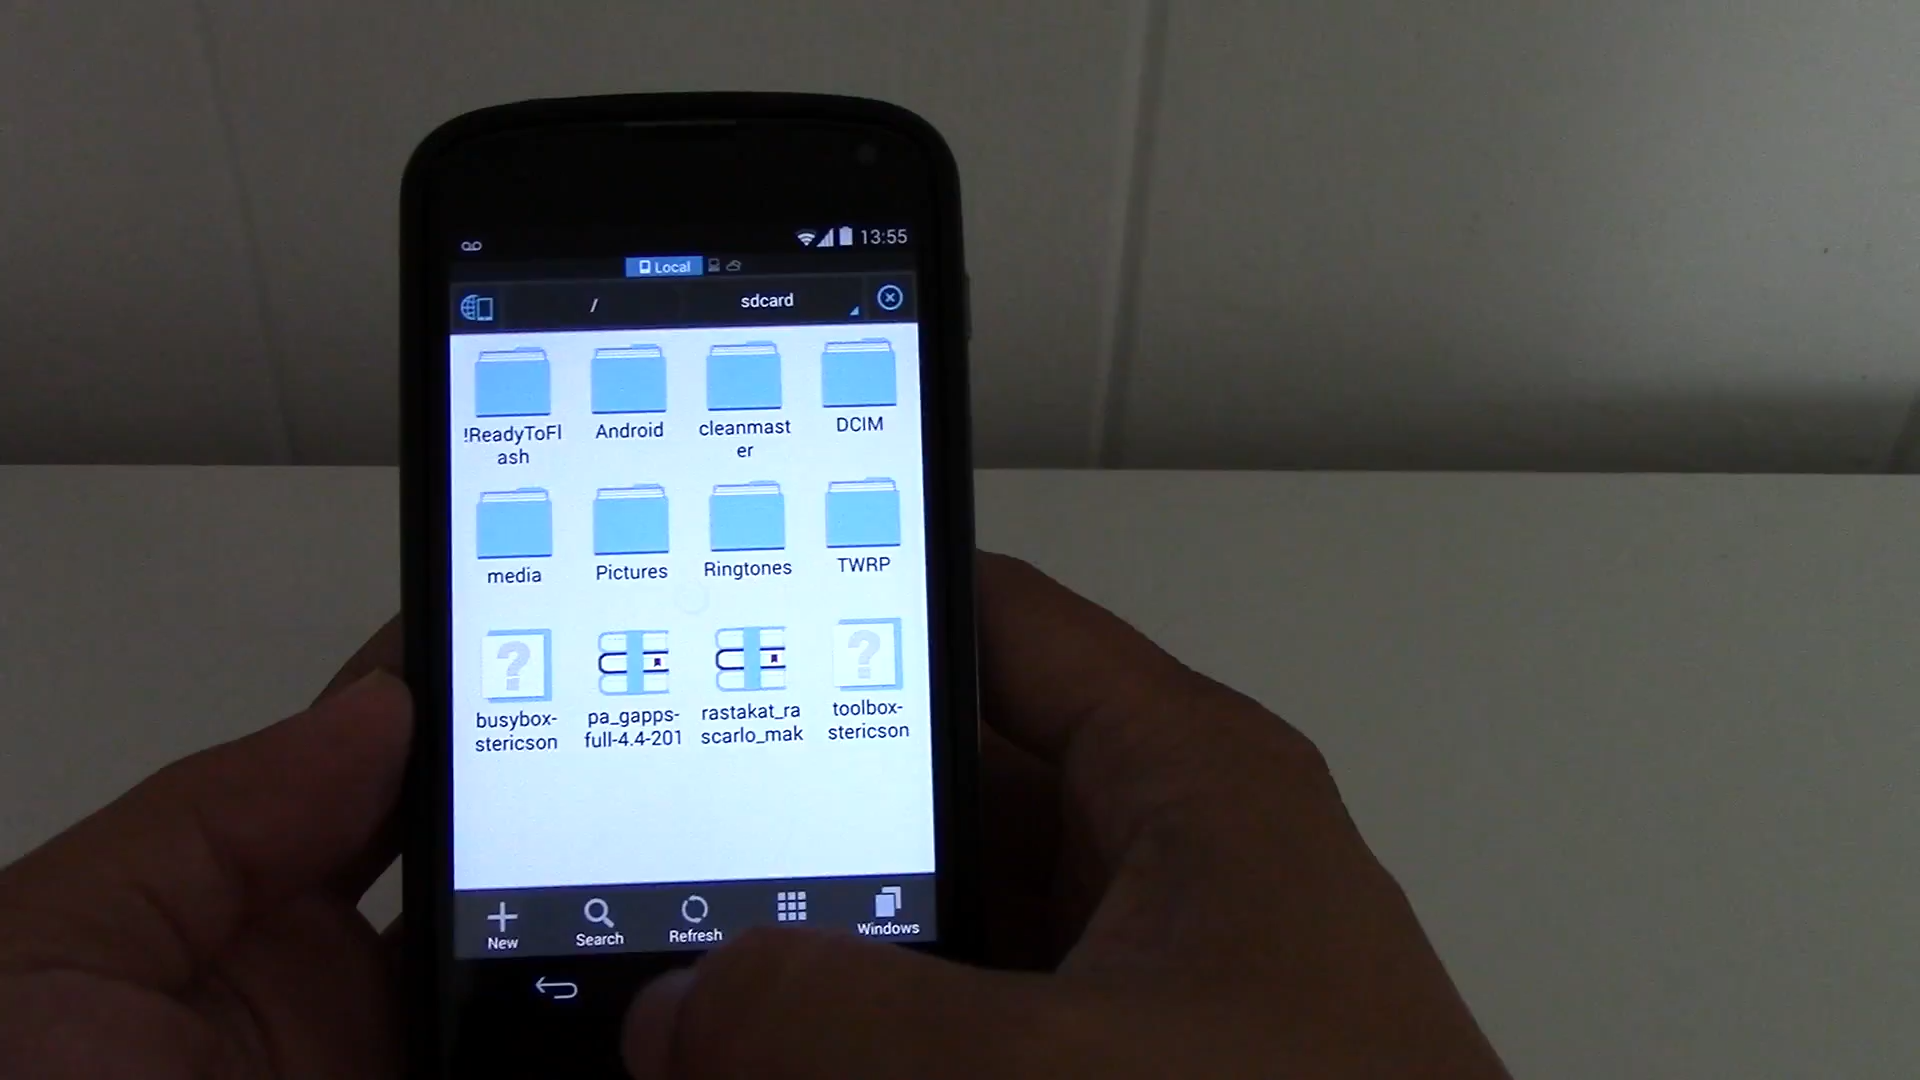 13:55
Local
/ sdcard
!ReadyToFl
ash
Android
cleanmast
er
DCIM
media
Pictures
Ringtones
TWRP
busybox-
stericson
pa_gapps-
full-4.4-201
rastakat_ra
scarlo_mak
toolbox-
stericson
New
Search
Refresh
Windows